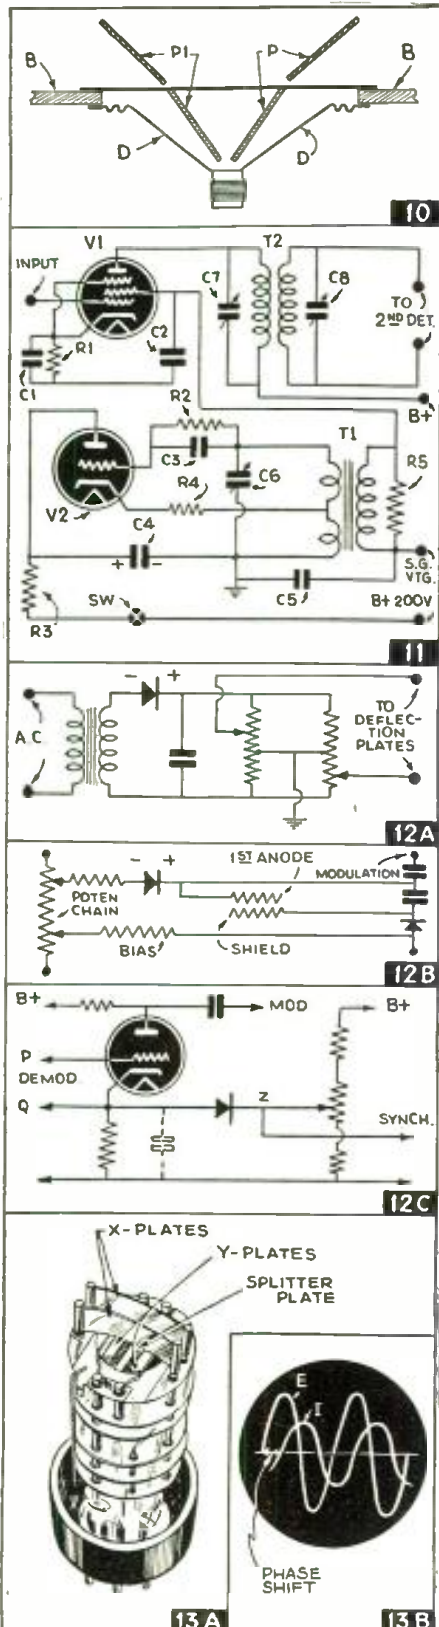 P1
P
B
B
D
D
10
V1
T2
INPUT
C7
C8
TO
2ND DET.
C2
R1
C1
B+
R2
T1
C3
C6
R5
R4
V2
C4
S.G.
VTG.
C5
SW
B+ 200V
R3
11
- +
A.C
TO
DEFLEC-
TION
PLATES
12A
- +
1ST ANODE
MODULATION
POTEN
CHAIN
BIAS
SHIELD
12B
B+
MOD
B+
P
DEMOD
Q
Z
SYNCH.
12C
X-PLATES
Y-PLATES
SPLITTER
PLATE
E
I
PHASE
SHIFT
13A
13B